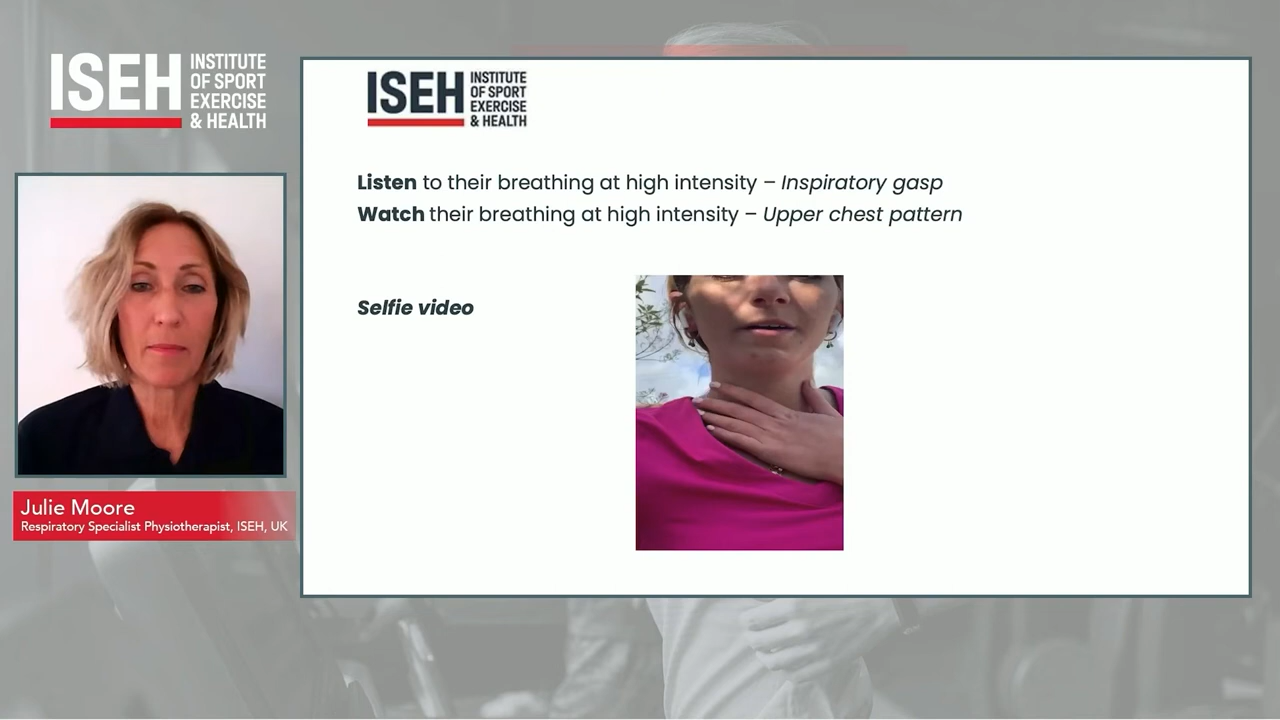 ISEH INSTITUTE
OF SPORT
EXERCISE
& HEALTH
ISEH INSTITUTE
OF SPORT
EXERCISE
& HEALTH
Listen to their breathing at high intensity – Inspiratory gasp
Watch their breathing at high intensity – Upper chest pattern
Selfie video
Julie Moore
Respiratory Specialist Physiotherapist, ISEH, UK